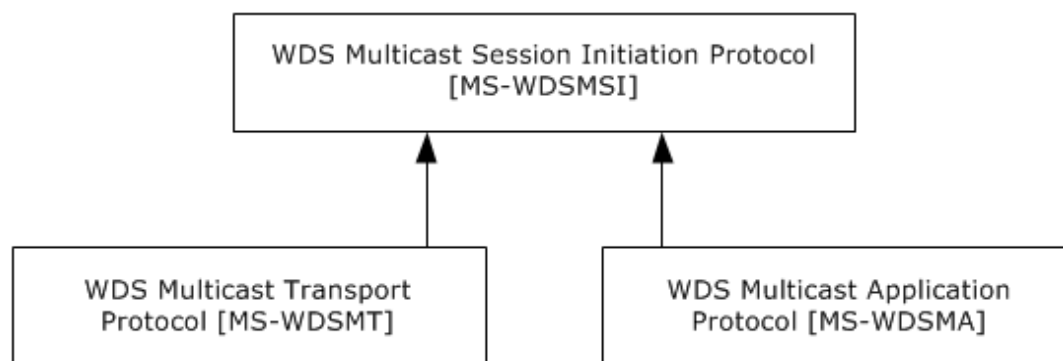 WDS Multicast Session Initiation Protocol
[MS-WDSMSI]
WDS Multicast Transport
Protocol [MS-WDSMT]
WDS Multicast Application
Protocol [MS-WDSMA]